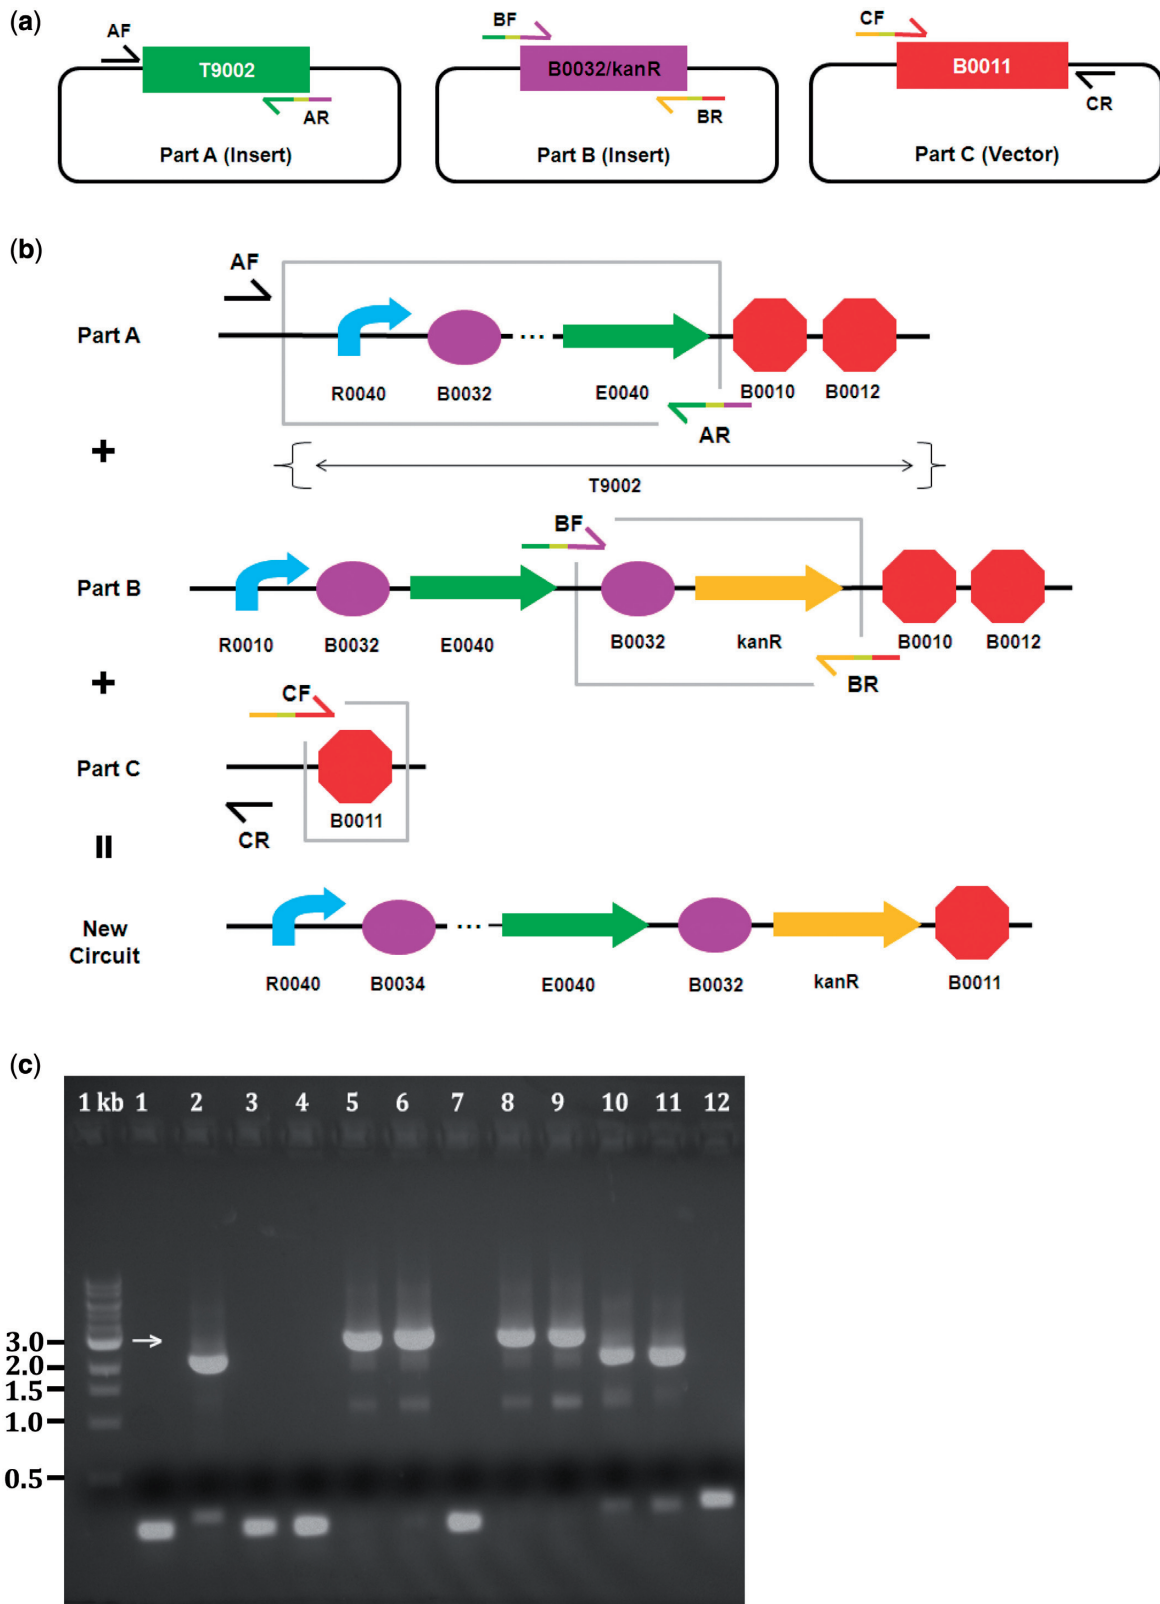 (a)
AF
T9002
AR
Part A (Insert)
BF
B0032/kanR
BR
Part B (Insert)
CF
B0011
CR
Part C (Vector)
(b)
AF
Part A
R0040
B0032
...
E0040
B0010
B0012
AR
+
T9002
BF
Part B
R0010
B0032
E0040
B0032
kanR
B0010
B0012
BR
+
CF
Part C
B0011
CR
=
New
Circuit
...
R0040
B0034
E0040
B0032
kanR
B0011
(c)
1 kb 1 2 3 4 5 6 7 8 9 10 11 12
3.0
2.0
1.5
1.0
0.5